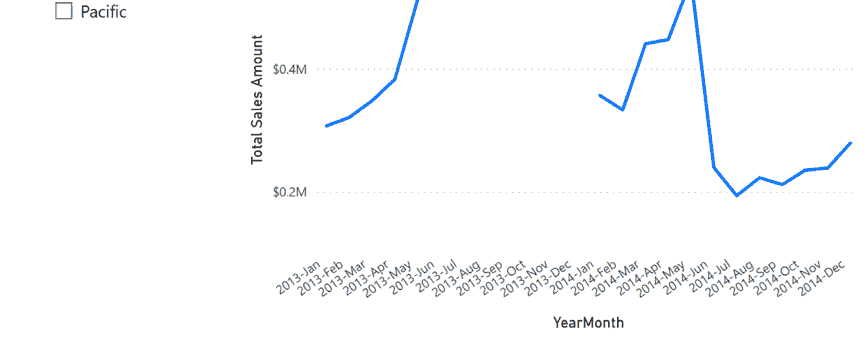 Pacific
Total Sales Amount
$0.4M
$0.2M
2013-Jan
2013-Feb
2013-Mar
2013-Apr
2013-May
2013-Jun
2013-Jul
2013-Aug
2013-Sep
2013-Oct
2013-Nov
2013-Dec
2014-Jan
2014-Feb
2014-Mar
2014-Apr
2014-May
2014-Jun
2014-Jul
2014-Aug
2014-Sep
2014-Oct
2014-Nov
2014-Dec
YearMonth